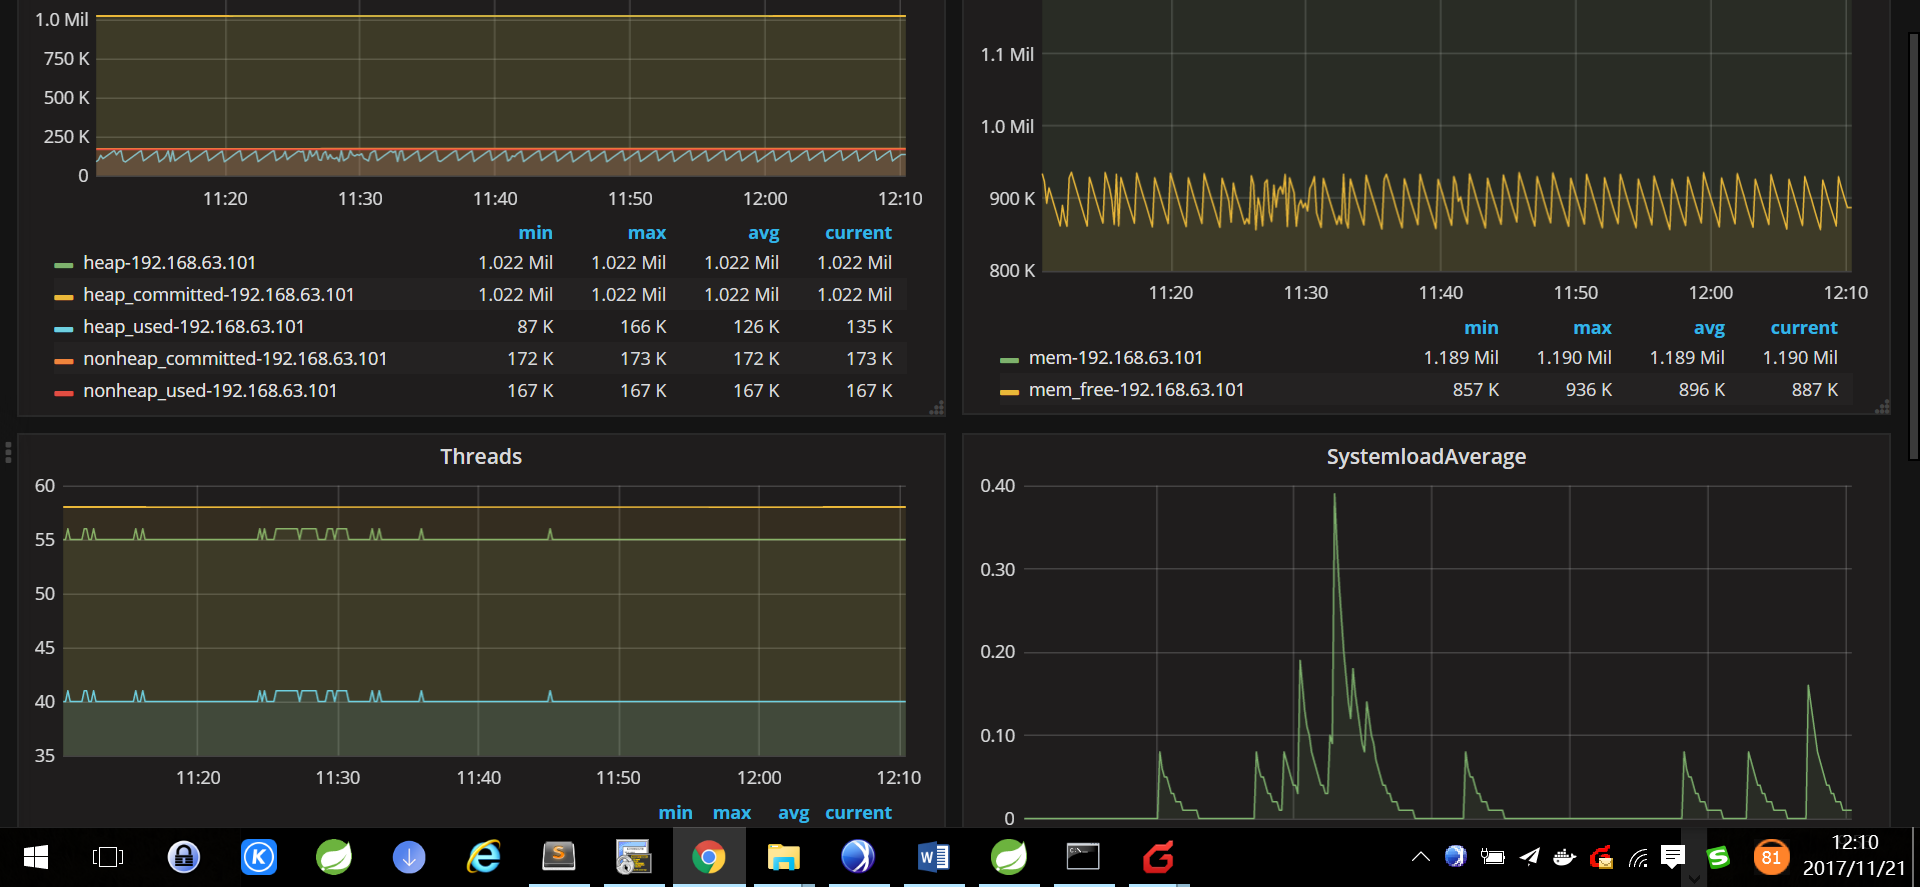 1.0 Mil
750 K
500 K
250 K
0
11:20 11:30 11:40 11:50 12:00 12:10
min max avg current
heap-192.168.63.101 1.022 Mil 1.022 Mil 1.022 Mil 1.022 Mil
heap_committed-192.168.63.101 1.022 Mil 1.022 Mil 1.022 Mil 1.022 Mil
heap_used-192.168.63.101 87 K 166 K 126 K 135 K
nonheap_committed-192.168.63.101 172 K 173 K 172 K 173 K
nonheap_used-192.168.63.101 167 K 167 K 167 K 167 K
1.1 Mil
1.0 Mil
900 K
800 K
11:20 11:30 11:40 11:50 12:00 12:10
min max avg current
mem-192.168.63.101 1.189 Mil 1.190 Mil 1.189 Mil 1.190 Mil
mem_free-192.168.63.101 857 K 936 K 896 K 887 K
Threads
60
55
50
45
40
35
11:20 11:30 11:40 11:50 12:00 12:10
min max avg current
SystemloadAverage
0.40
0.30
0.20
0.10
0
81
12:10
2017/11/21